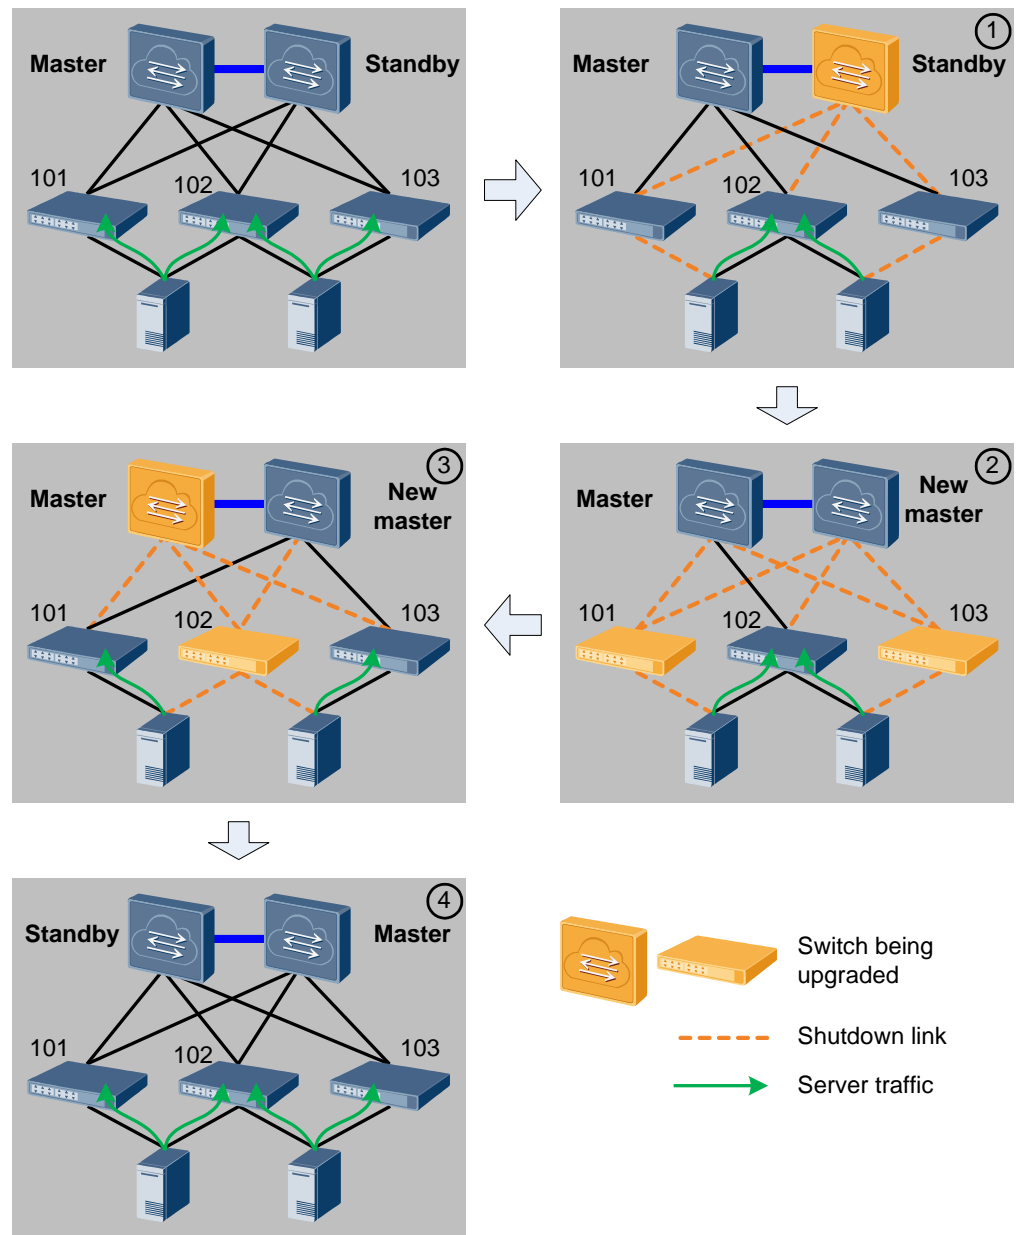 Master
Standby
101
102
103
1
Master
Standby
101
102
103
3
Master
New
master
101
102
103
2
Master
New
master
101
102
103
4
Standby
Master
101
102
103
Switch being
upgraded
Shutdown link
Server traffic